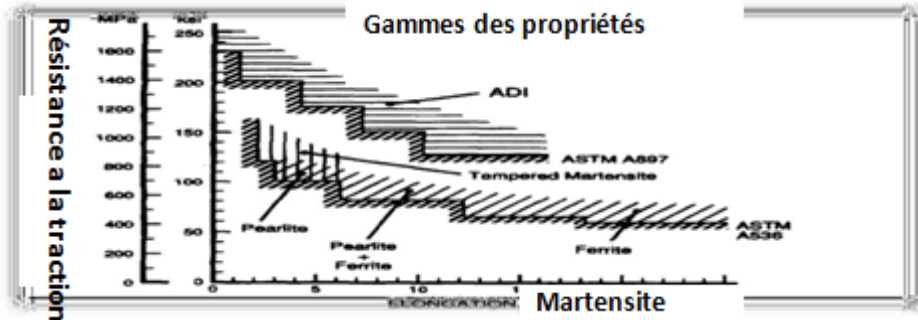 Gammes des propriétés
Résistance a la traction
MPa
1600
1400
1200
1000
800
600
400
200
0
250
200
150
100
50
0
ADI
ASTM A897
Tempered Martensite
Pearlite
Pearlite
+
Ferrite
Ferrite
ASTM
A536
0
5
10
ELONGATION
Martensite